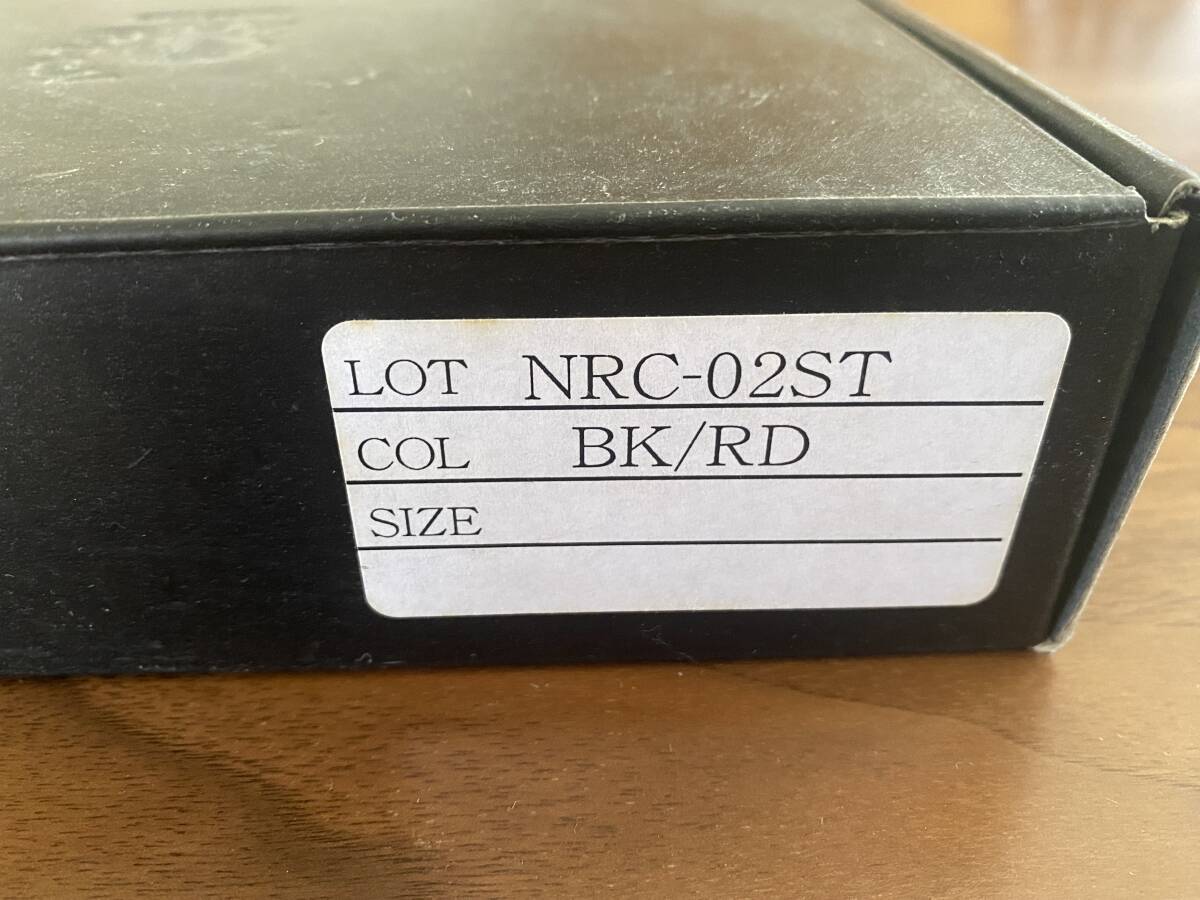 LOT NRC-02ST
COL BK/RD
SIZE